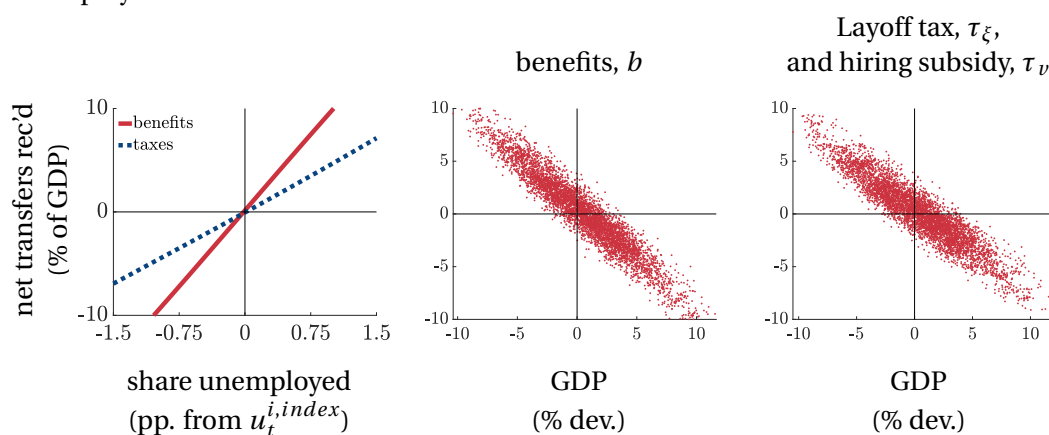 Layoff tax, τ_ξ,
benefits, b
and hiring subsidy, τ_v
net transfers rec'd
(% of GDP)
10
0
-10
benefits
taxes
-1.5 -0.75 0 0.75 1.5
share unemployed
(pp. from u_t^{i,index})
10
5
0
-5
-10
-10 -5 0 5 10
GDP
(% dev.)
10
5
0
-5
-10
-10 -5 0 5 10
GDP
(% dev.)